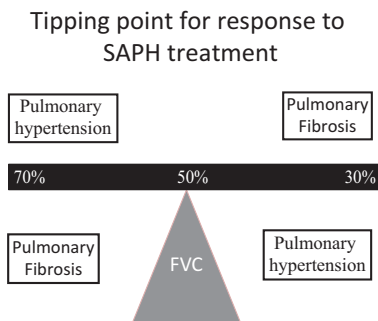 Tipping point for response to
SAPH treatment
Pulmonary
hypertension
Pulmonary
Fibrosis
70%
50%
30%
Pulmonary
Fibrosis
FVC
Pulmonary
hypertension